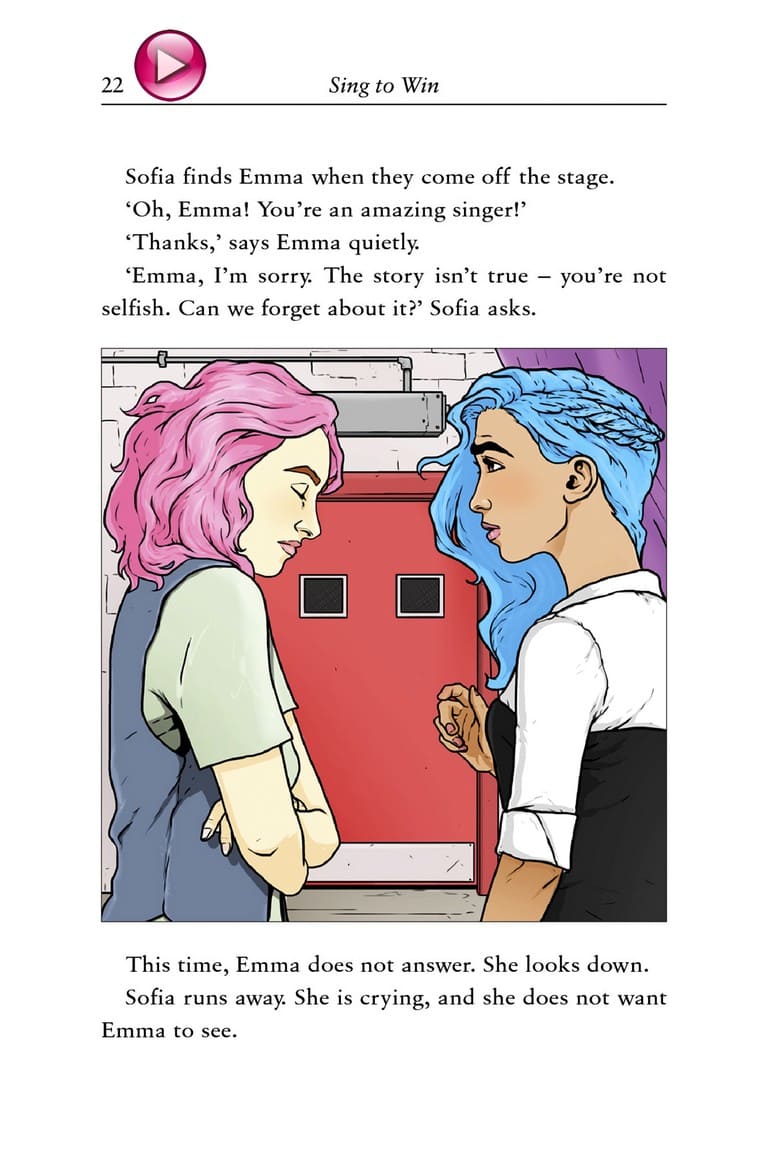 22
Sing to Win
Sofia finds Emma when they come off the stage.
‘Oh, Emma! You’re an amazing singer!’
‘Thanks,’ says Emma quietly.
‘Emma, I’m sorry. The story isn’t true – you’re not
selfish. Can we forget about it?’ Sofia asks.
This time, Emma does not answer. She looks down.
Sofia runs away. She is crying, and she does not want
Emma to see.